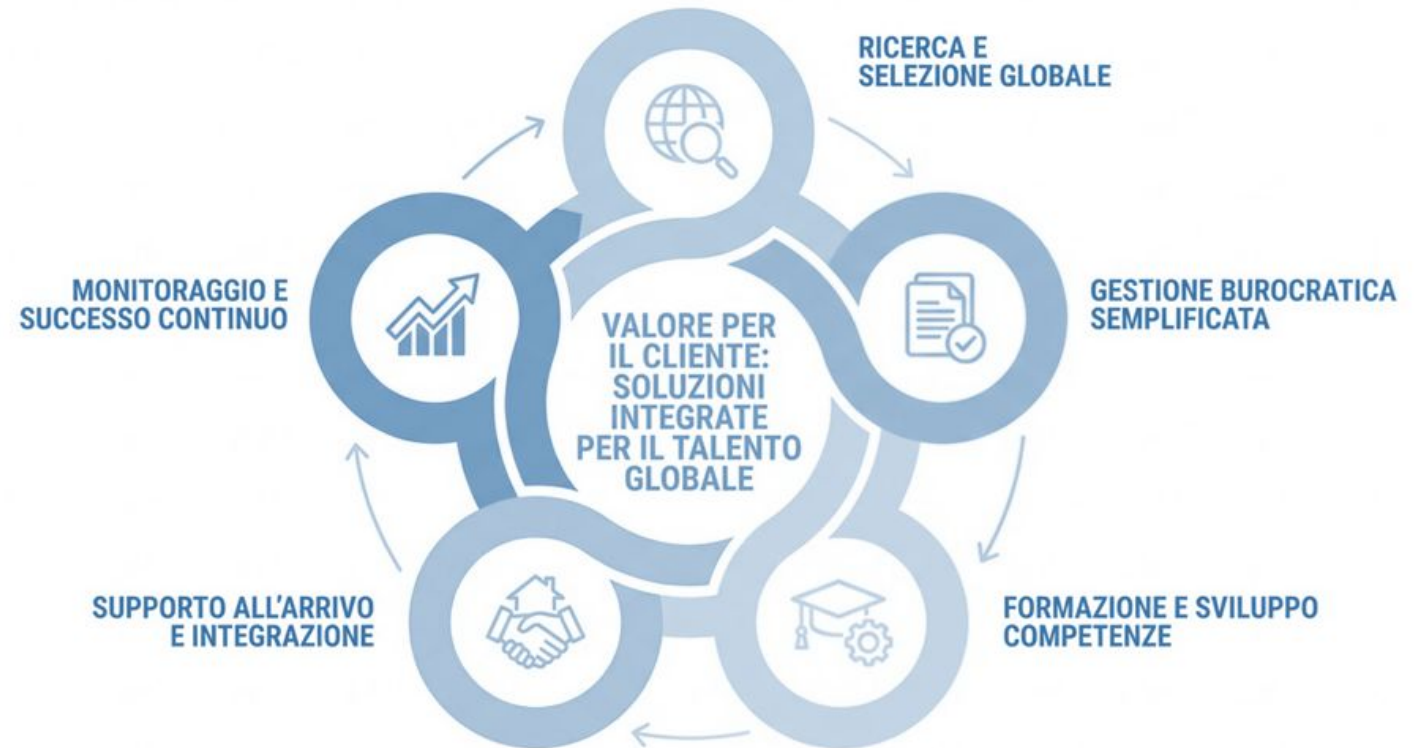 RICERCA E
SELEZIONE GLOBALE
MONITORAGGIO E
SUCCESSO CONTINUO
GESTIONE BUROCRATICA
SEMPLIFICATA
VALORE PER
IL CLIENTE:
SOLUZIONI
INTEGRATE
PER IL TALENTO
GLOBALE
SUPPORTO ALL'ARRIVO
E INTEGRAZIONE
FORMAZIONE E SVILUPPO
COMPETENZE